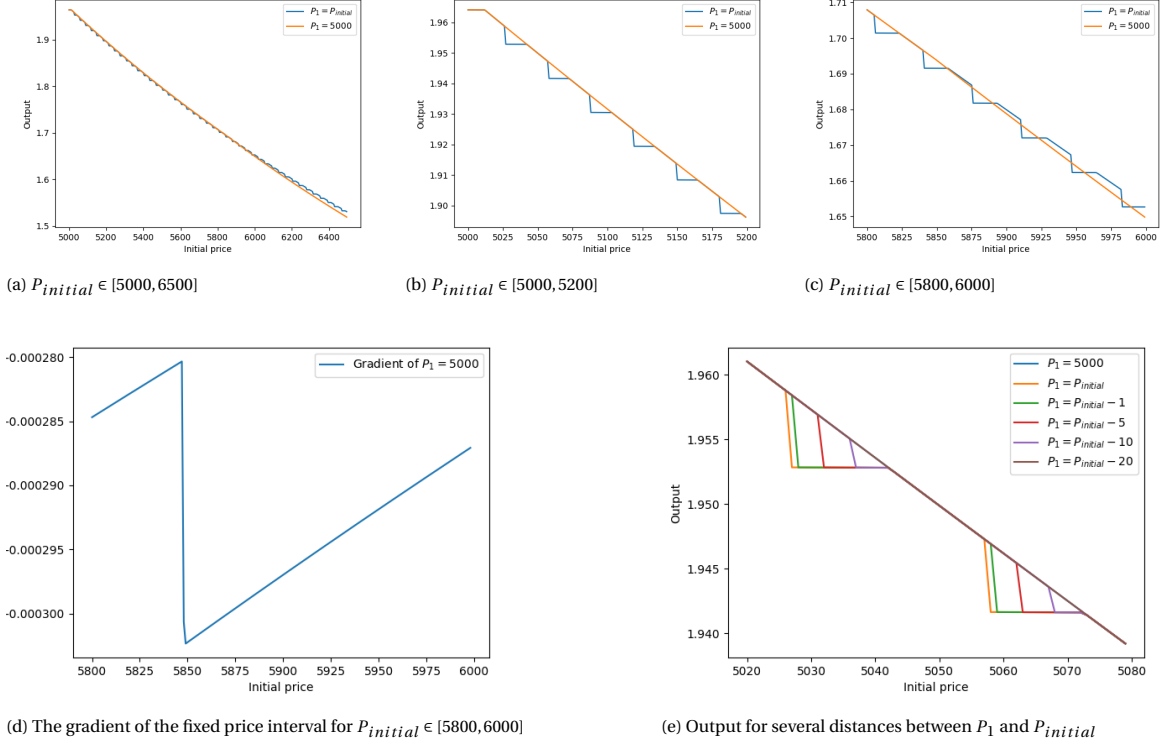 1.9
1.8
1.7
1.6
1.5
Output
5000 5200 5400 5600 5800 6000 6200 6400
Initial price
P1 = Pinitial
P1 = 5000
(a) Pinitial ∈ [5000,6500]
1.96
1.95
1.94
1.93
1.92
1.91
1.90
Output
5000 5025 5050 5075 5100 5125 5150 5175 5200
Initial price
P1 = Pinitial
P1 = 5000
(b) Pinitial ∈ [5000,5200]
1.71
1.70
1.69
1.68
1.67
1.66
1.65
Output
5800 5825 5850 5875 5900 5925 5950 5975 6000
Initial price
P1 = Pinitial
P1 = 5000
(c) Pinitial ∈ [5800,6000]
-0.000280
-0.000285
-0.000290
-0.000295
-0.000300
5800 5825 5850 5875 5900 5925 5950 5975 6000
Initial price
Gradient of P1 = 5000
(d) The gradient of the fixed price interval for Pinitial ∈ [5800,6000]
1.960
1.955
1.950
1.945
1.940
Output
5020 5030 5040 5050 5060 5070 5080
Initial price
P1 = 5000
P1 = Pinitial
P1 = Pinitial − 1
P1 = Pinitial − 5
P1 = Pinitial − 10
P1 = Pinitial − 20
(e) Output for several distances between P1 and Pinitial